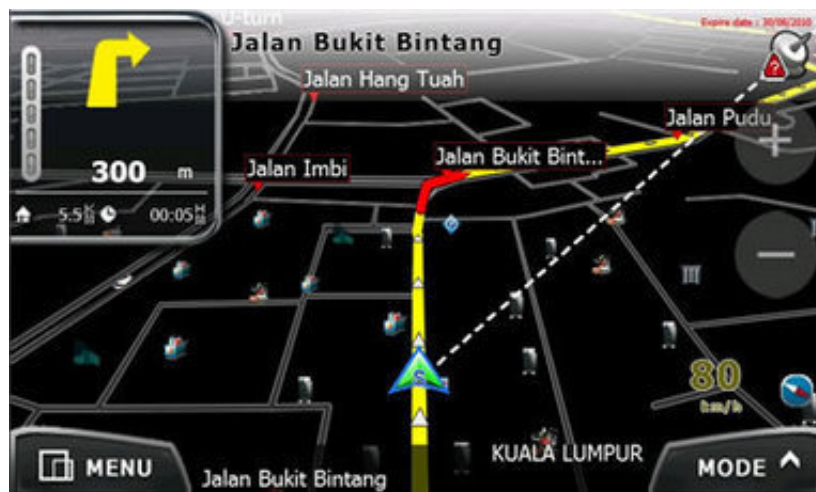 U-turn
Expire date : 30/06/2010
Jalan Bukit Bintang
Jalan Hang Tuah
Jalan Pudu
Jalan Bukit Bint...
Jalan Imbi
300 m
5.5
00:05
80
km/h
S
KUALA LUMPUR
MENU
MODE
Jalan Bukit Bintang